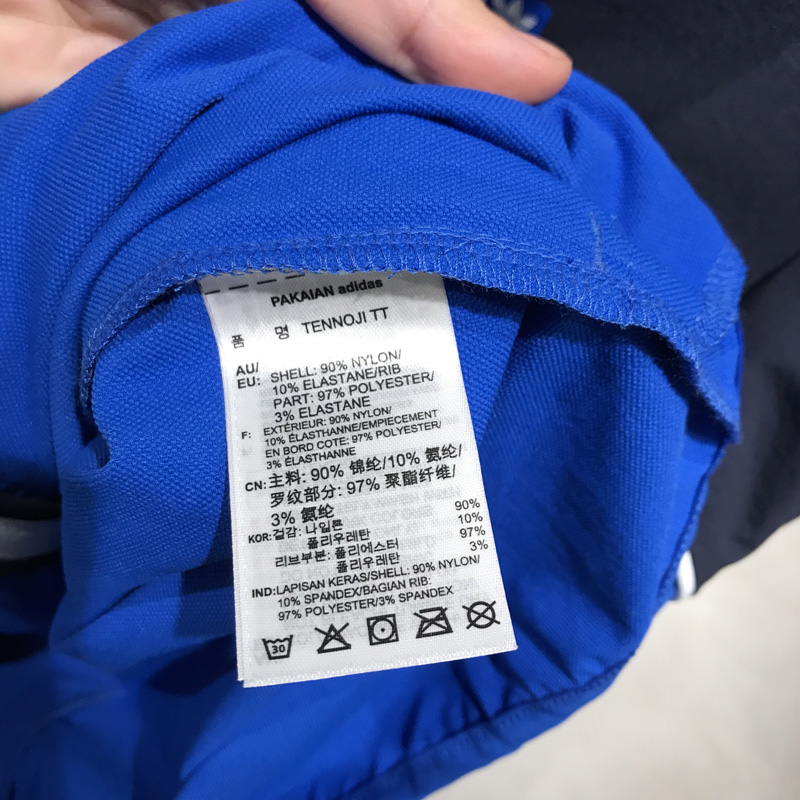 PAKAIAN adidas
품 명 TENNOJI TT
AU/EU: SHELL: 90% NYLON/
10% ELASTANE/RIB
PART: 97% POLYESTER/
3% ELASTANE
F: EXTÉRIEUR: 90% NYLON/
10% ÉLASTHANNE/EMPIECEMENT
EN BORD COTE: 97% POLYESTER/
3% ÉLASTHANNE
CN: 主料: 90% 锦纶/10% 氨纶/
罗纹部分: 97% 聚酯纤维/
3% 氨纶
KOR: 겉감: 나일론 90%
폴리우레탄 10%
리브부분: 폴리에스터 97%
폴리우레탄 3%
IND: LAPISAN KERAS/SHELL: 90% NYLON/
10% SPANDEX/BAGIAN RIB:
97% POLYESTER/3% SPANDEX
30